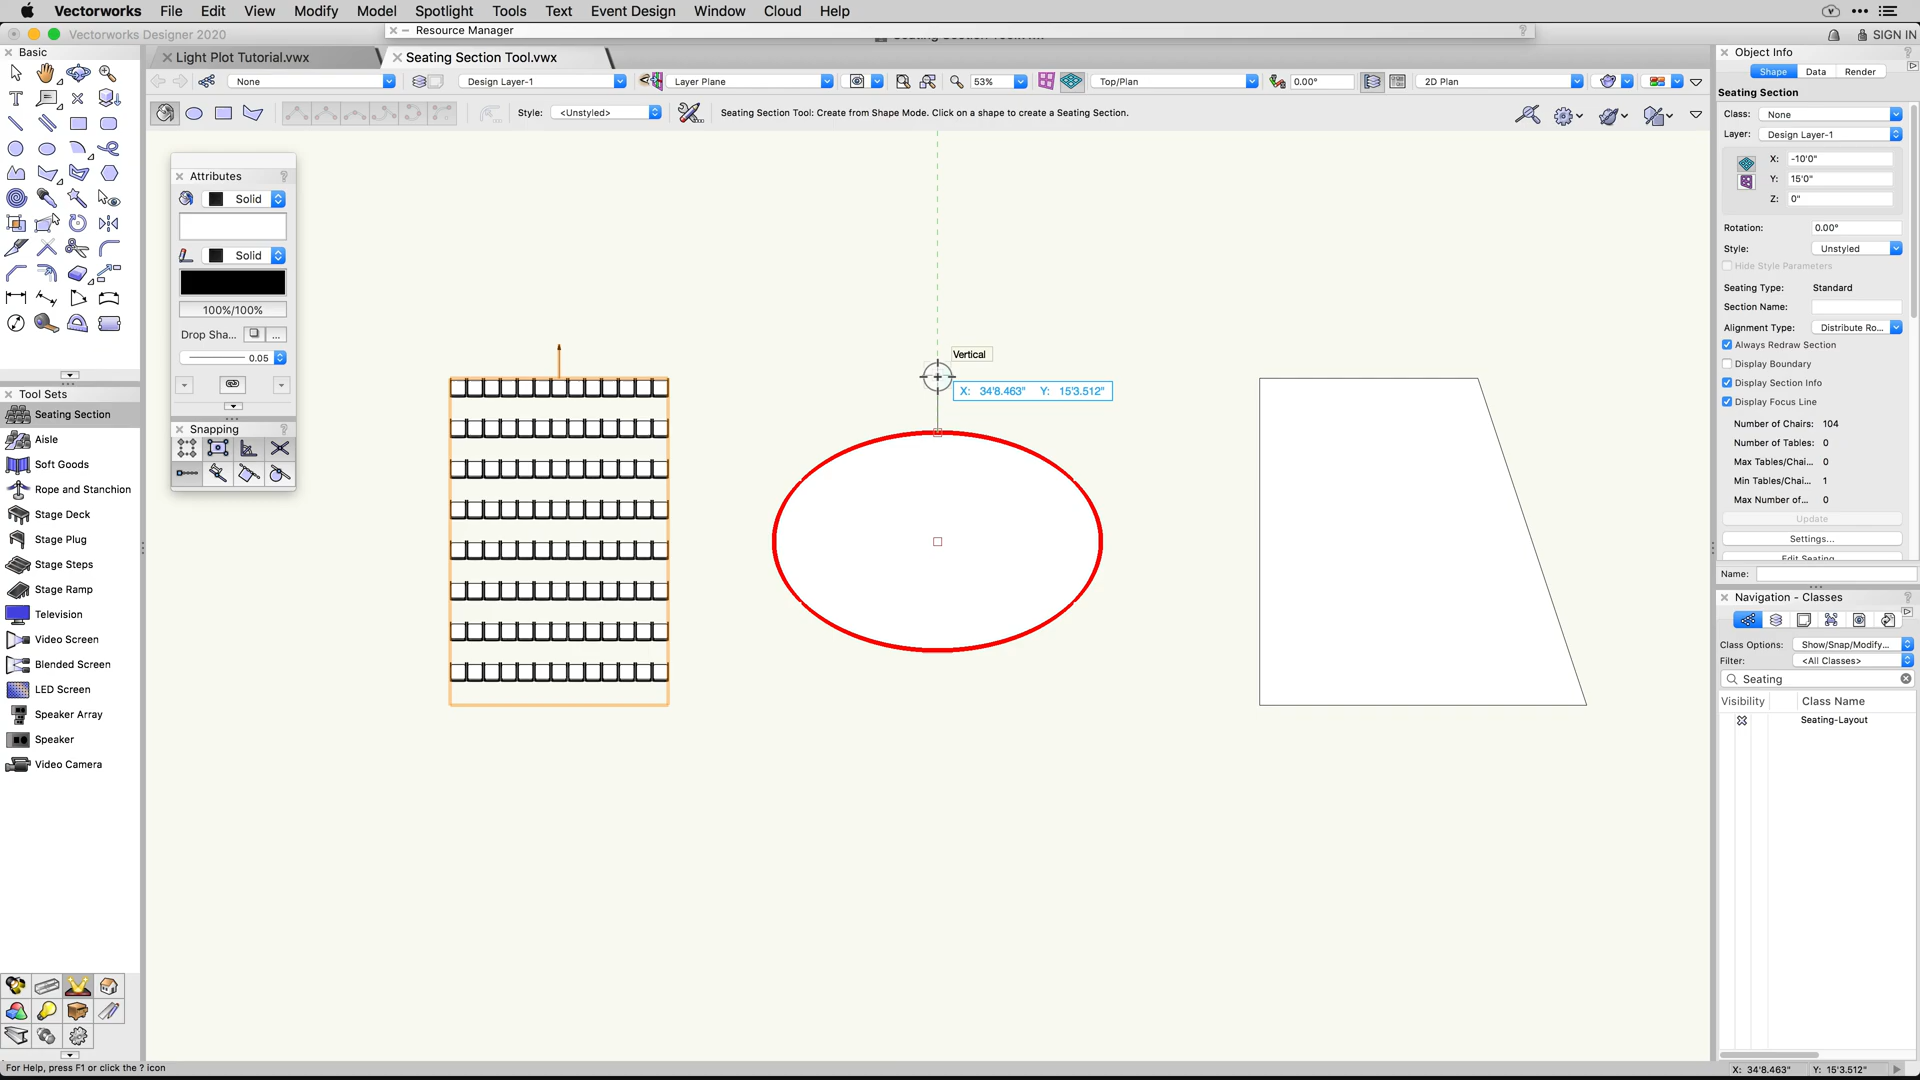 Vectorworks File Edit View Modify Model Spotlight Tools Text Event Design Window Cloud Help
Vectorworks Designer 2020
Resource Manager
SIGN IN
Basic
Light Plot Tutorial.vwx
Seating Section Tool.vwx
Object Info
None
Design Layer-1
Layer Plane
53%
Top/Plan
0.00°
2D Plan
Shape Data Render
Style: <Unstyled>
Seating Section Tool: Create from Shape Mode. Click on a shape to create a Seating Section.
Seating Section
Class: None
Layer: Design Layer-1
X: -10'0"
Y: 15'0"
Z: 0"
Rotation: 0.00°
Style: Unstyled
Hide Style Parameters
Seating Type: Standard
Section Name:
Alignment Type: Distribute Ro...
Always Redraw Section
Display Boundary
Display Section Info
Display Focus Line
Number of Chairs: 104
Number of Tables: 0
Max Tables/Chai... 0
Min Tables/Chai... 1
Max Number of... 0
Update
Settings...
Name:
Attributes
Solid
Solid
100%/100%
Drop Sha... ...
0.05
Snapping
Vertical
X: 34'8.463" Y: 15'3.512"
Tool Sets
Seating Section
Aisle
Soft Goods
Rope and Stanchion
Stage Deck
Stage Plug
Stage Steps
Stage Ramp
Television
Video Screen
Blended Screen
LED Screen
Speaker Array
Speaker
Video Camera
Navigation - Classes
Class Options: Show/Snap/Modify...
Filter: <All Classes>
Seating
Visibility Class Name
Seating-Layout
For Help, press F1 or click the ? icon
X: 34'8.463" Y: 15'3.512"